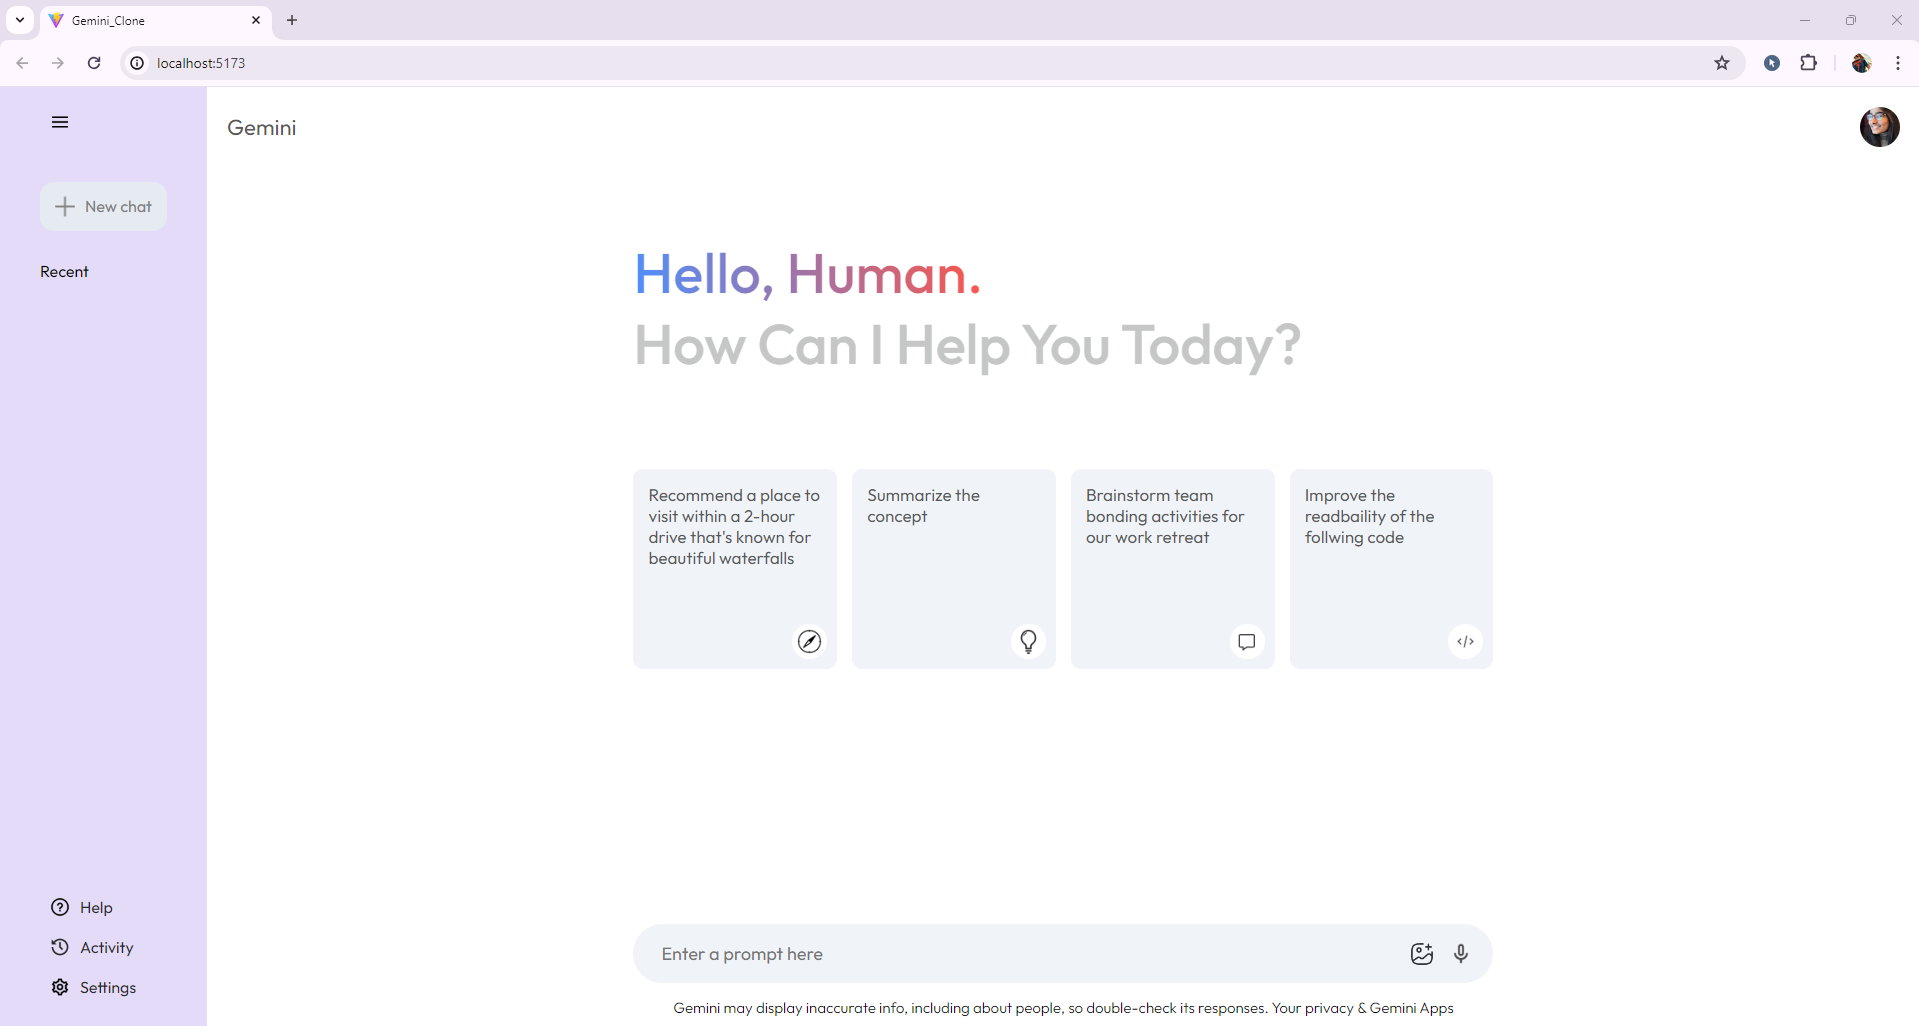 Gemini_Clone
localhost:5173
Gemini
New chat
Recent
Hello, Human.
How Can I Help You Today?
Recommend a place to
visit within a 2-hour
drive that's known for
beautiful waterfalls
Summarize the
concept
Brainstorm team
bonding activities for
our work retreat
Improve the
readbaility of the
follwing code
Help
Activity
Settings
Enter a prompt here
Gemini may display inaccurate info, including about people, so double-check its responses. Your privacy & Gemini Apps